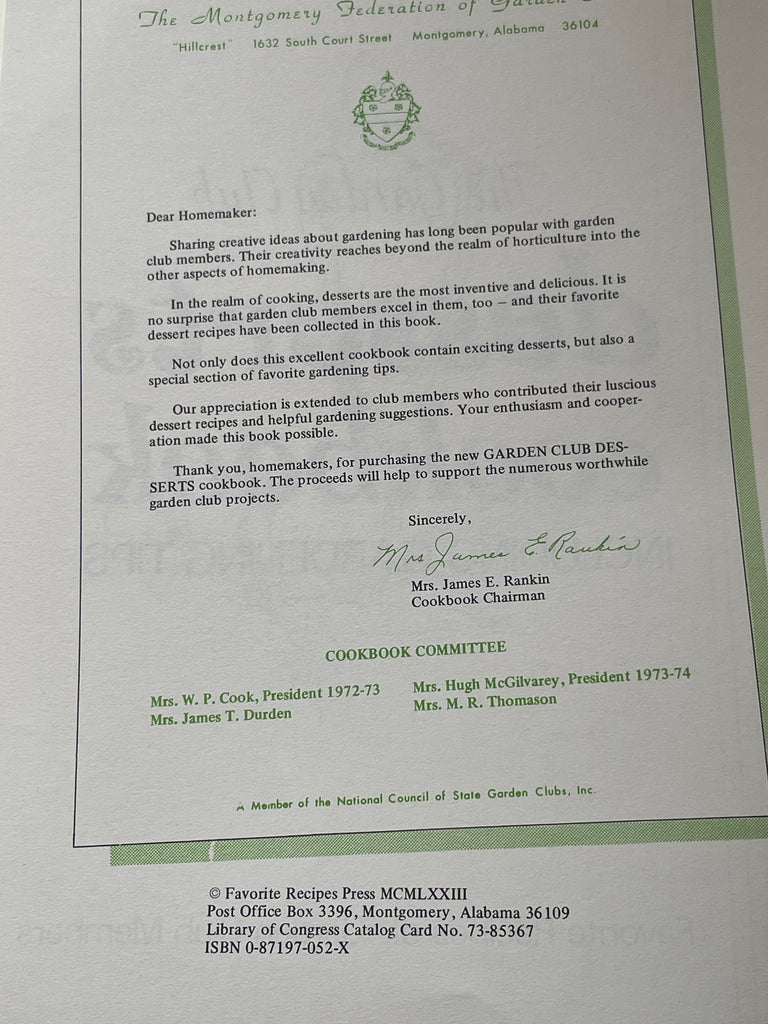 The Montgomery Federation of Garden
"Hillcrest" 1632 South Court Street Montgomery, Alabama 36104
Dear Homemaker:
Sharing creative ideas about gardening has long been popular with garden
club members. Their creativity reaches beyond the realm of horticulture into the
other aspects of homemaking.
In the realm of cooking, desserts are the most inventive and delicious. It is
no surprise that garden club members excel in them, too – and their favorite
dessert recipes have been collected in this book.
Not only does this excellent cookbook contain exciting desserts, but also a
special section of favorite gardening tips.
Our appreciation is extended to club members who contributed their luscious
dessert recipes and helpful gardening suggestions. Your enthusiasm and cooper-
ation made this book possible.
Thank you, homemakers, for purchasing the new GARDEN CLUB DES-
SERTS cookbook. The proceeds will help to support the numerous worthwhile
garden club projects.
Sincerely,
Mrs James E. Rankin
Mrs. James E. Rankin
Cookbook Chairman
COOKBOOK COMMITTEE
Mrs. W. P. Cook, President 1972-73 Mrs. Hugh McGilvarey, President 1973-74
Mrs. James T. Durden Mrs. M. R. Thomason
A Member of the National Council of State Garden Clubs, Inc.
© Favorite Recipes Press MCMLXXIII
Post Office Box 3396, Montgomery, Alabama 36109
Library of Congress Catalog Card No. 73-85367
ISBN 0-87197-052-X